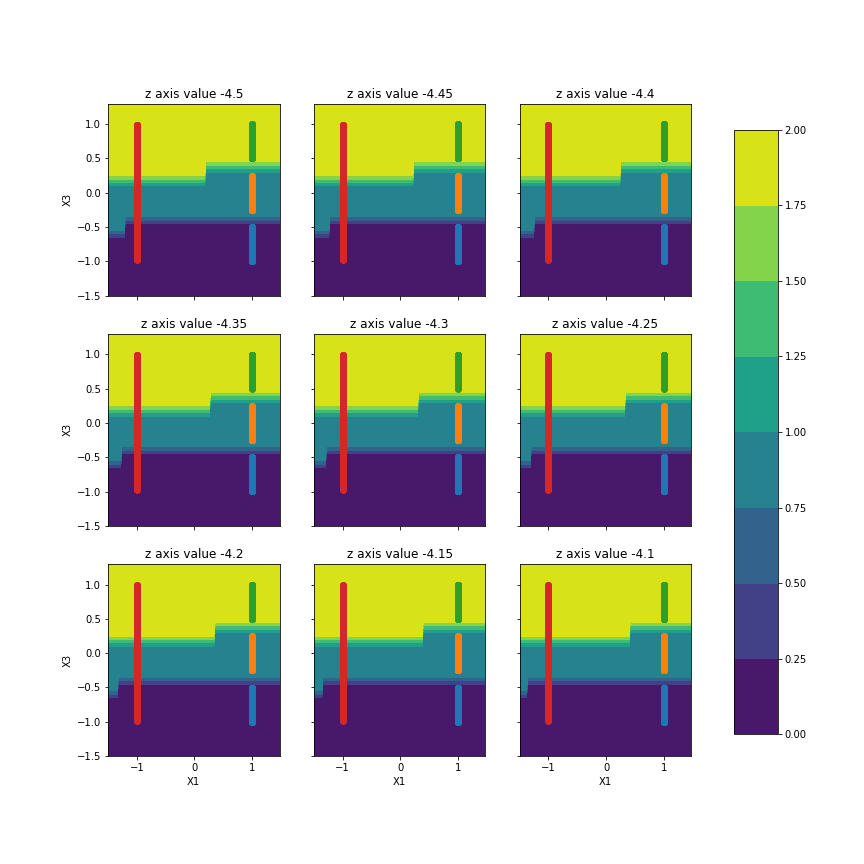 z axis value -4.5
z axis value -4.45
z axis value -4.4
1.0
0.5
0.0
−0.5
−1.0
−1.5
X3
z axis value -4.35
z axis value -4.3
z axis value -4.25
1.0
0.5
0.0
−0.5
−1.0
−1.5
X3
z axis value -4.2
z axis value -4.15
z axis value -4.1
1.0
0.5
0.0
−0.5
−1.0
−1.5
X3
−1 0 1
X1
−1 0 1
X1
−1 0 1
X1
2.00
1.75
1.50
1.25
1.00
0.75
0.50
0.25
0.00